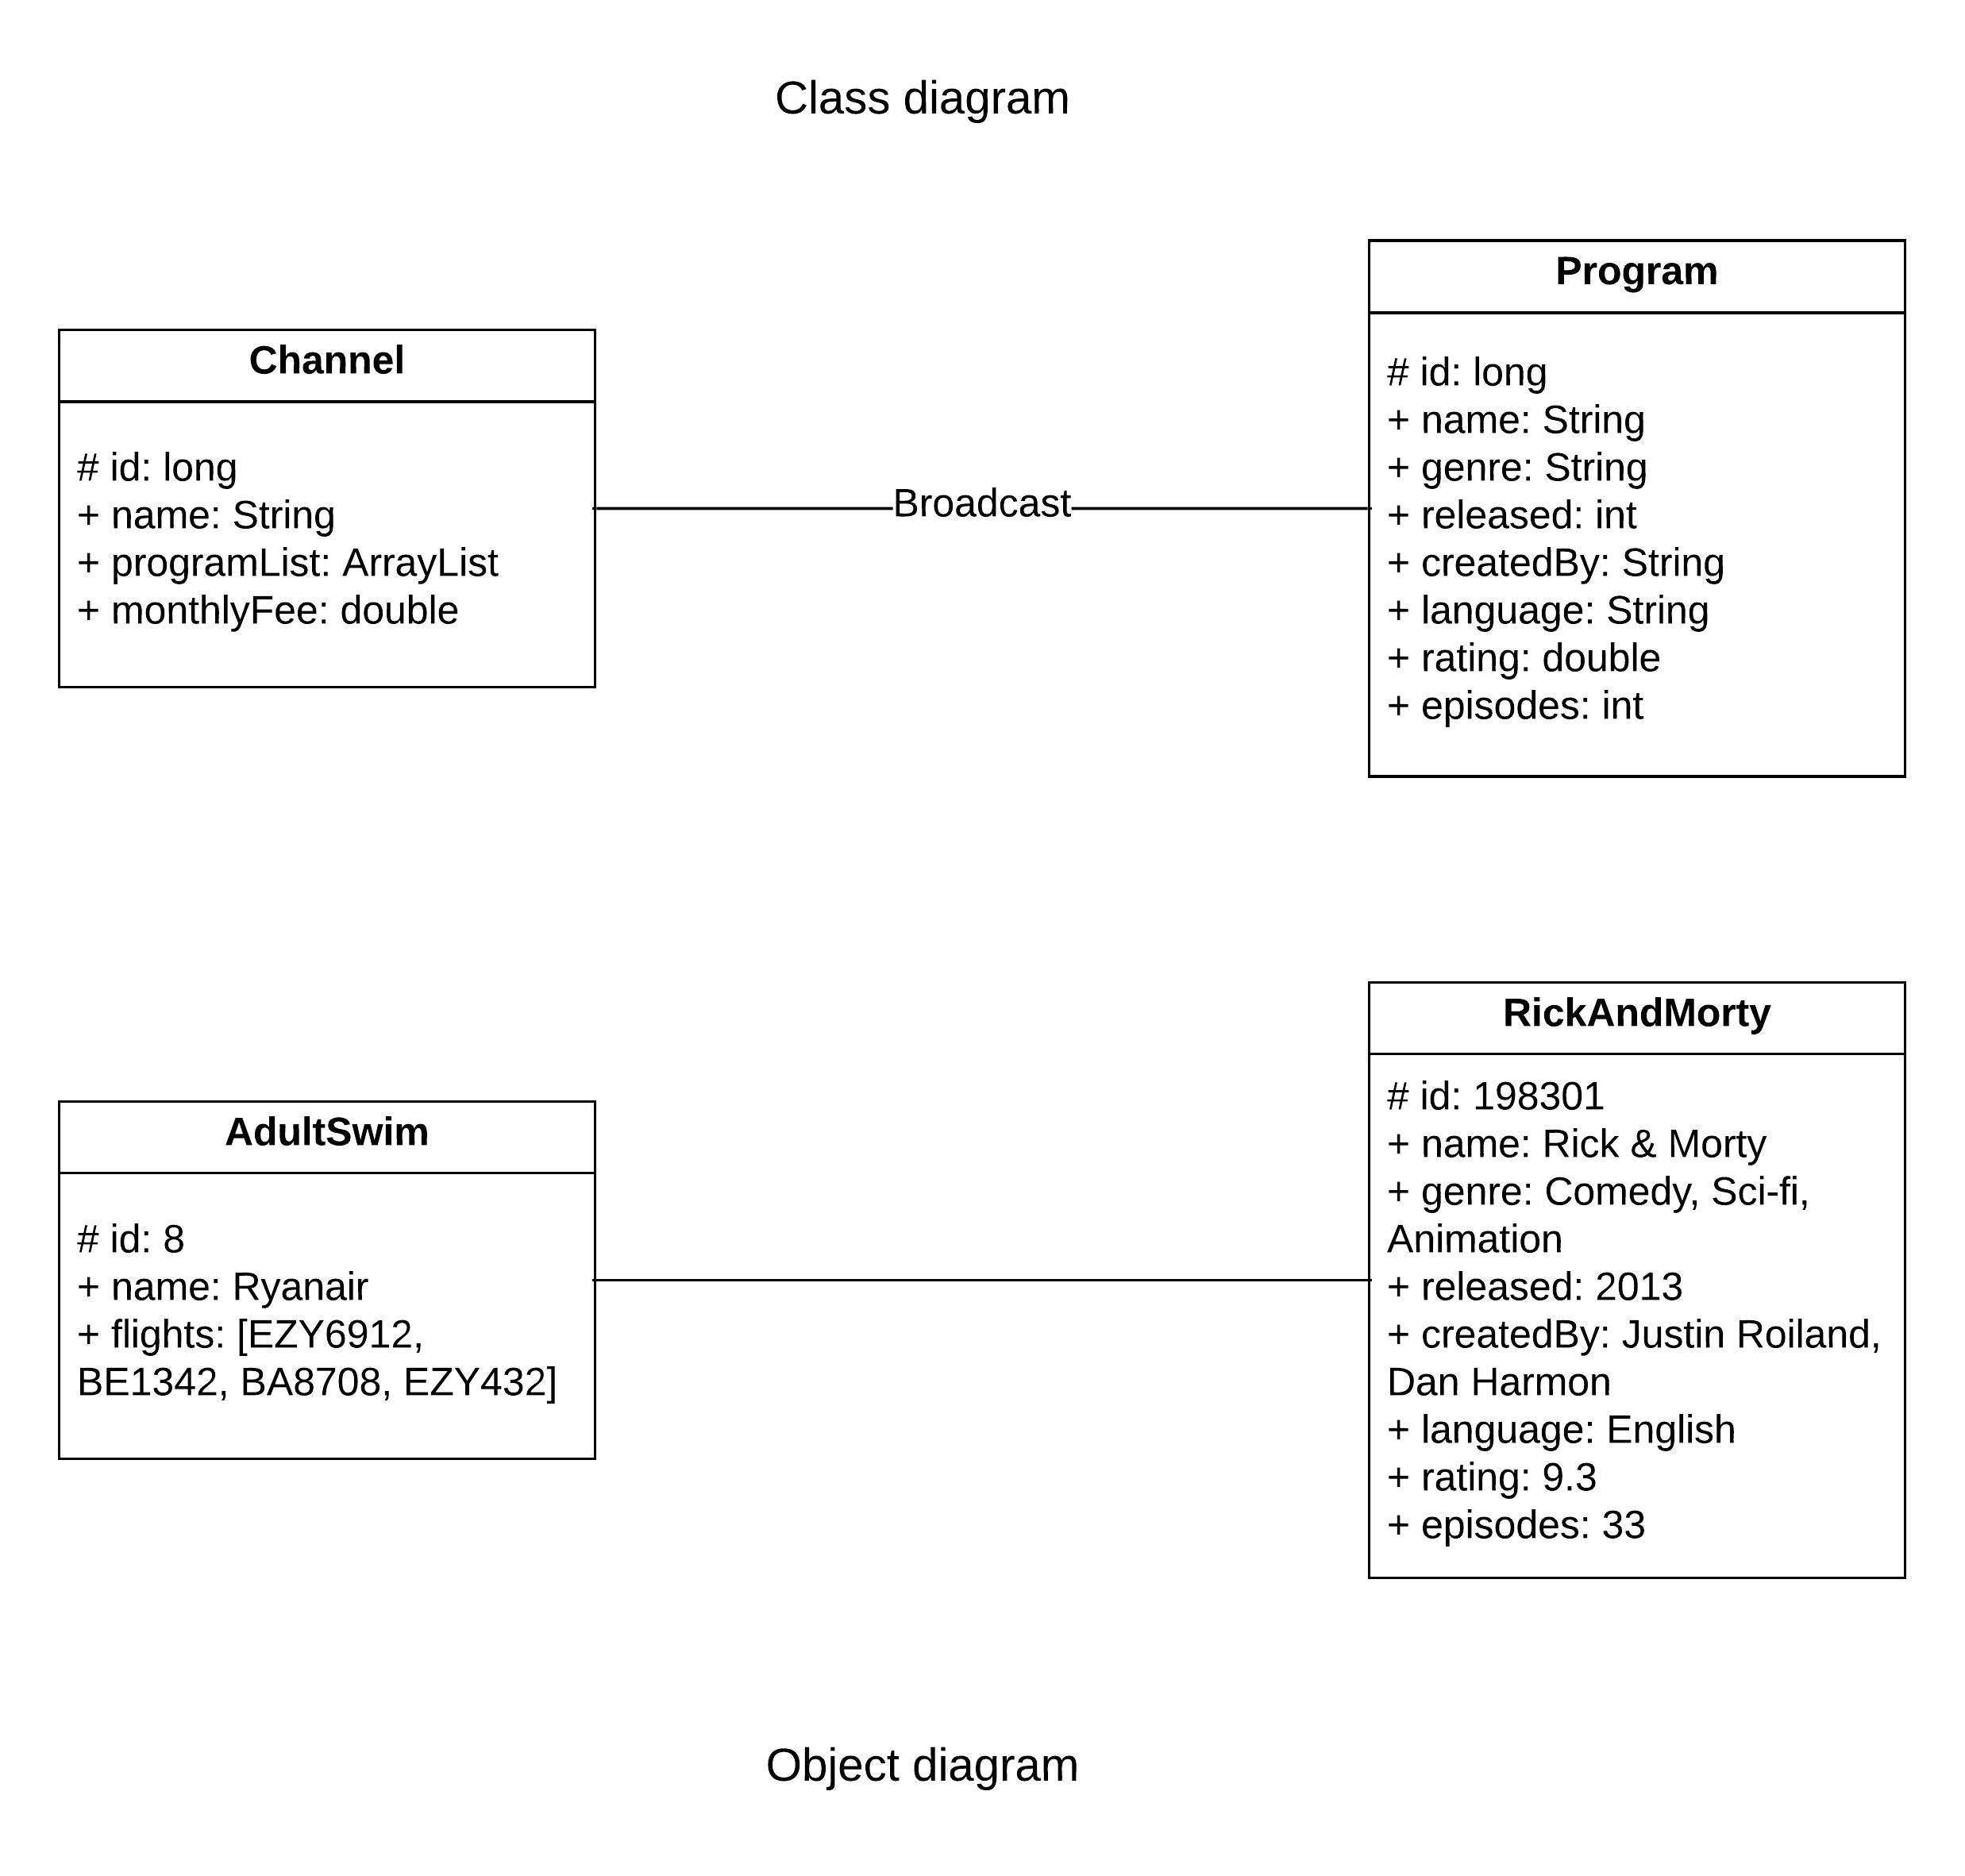 Class diagram
Channel
# id: long
+ name: String
+ programList: ArrayList
+ monthlyFee: double
Broadcast
Program
# id: long
+ name: String
+ genre: String
+ released: int
+ createdBy: String
+ language: String
+ rating: double
+ episodes: int
AdultSwim
# id: 8
+ name: Ryanair
+ flights: [EZY6912,
BE1342, BA8708, EZY432]
RickAndMorty
# id: 198301
+ name: Rick & Morty
+ genre: Comedy, Sci-fi,
Animation
+ released: 2013
+ createdBy: Justin Roiland,
Dan Harmon
+ language: English
+ rating: 9.3
+ episodes: 33
Object diagram